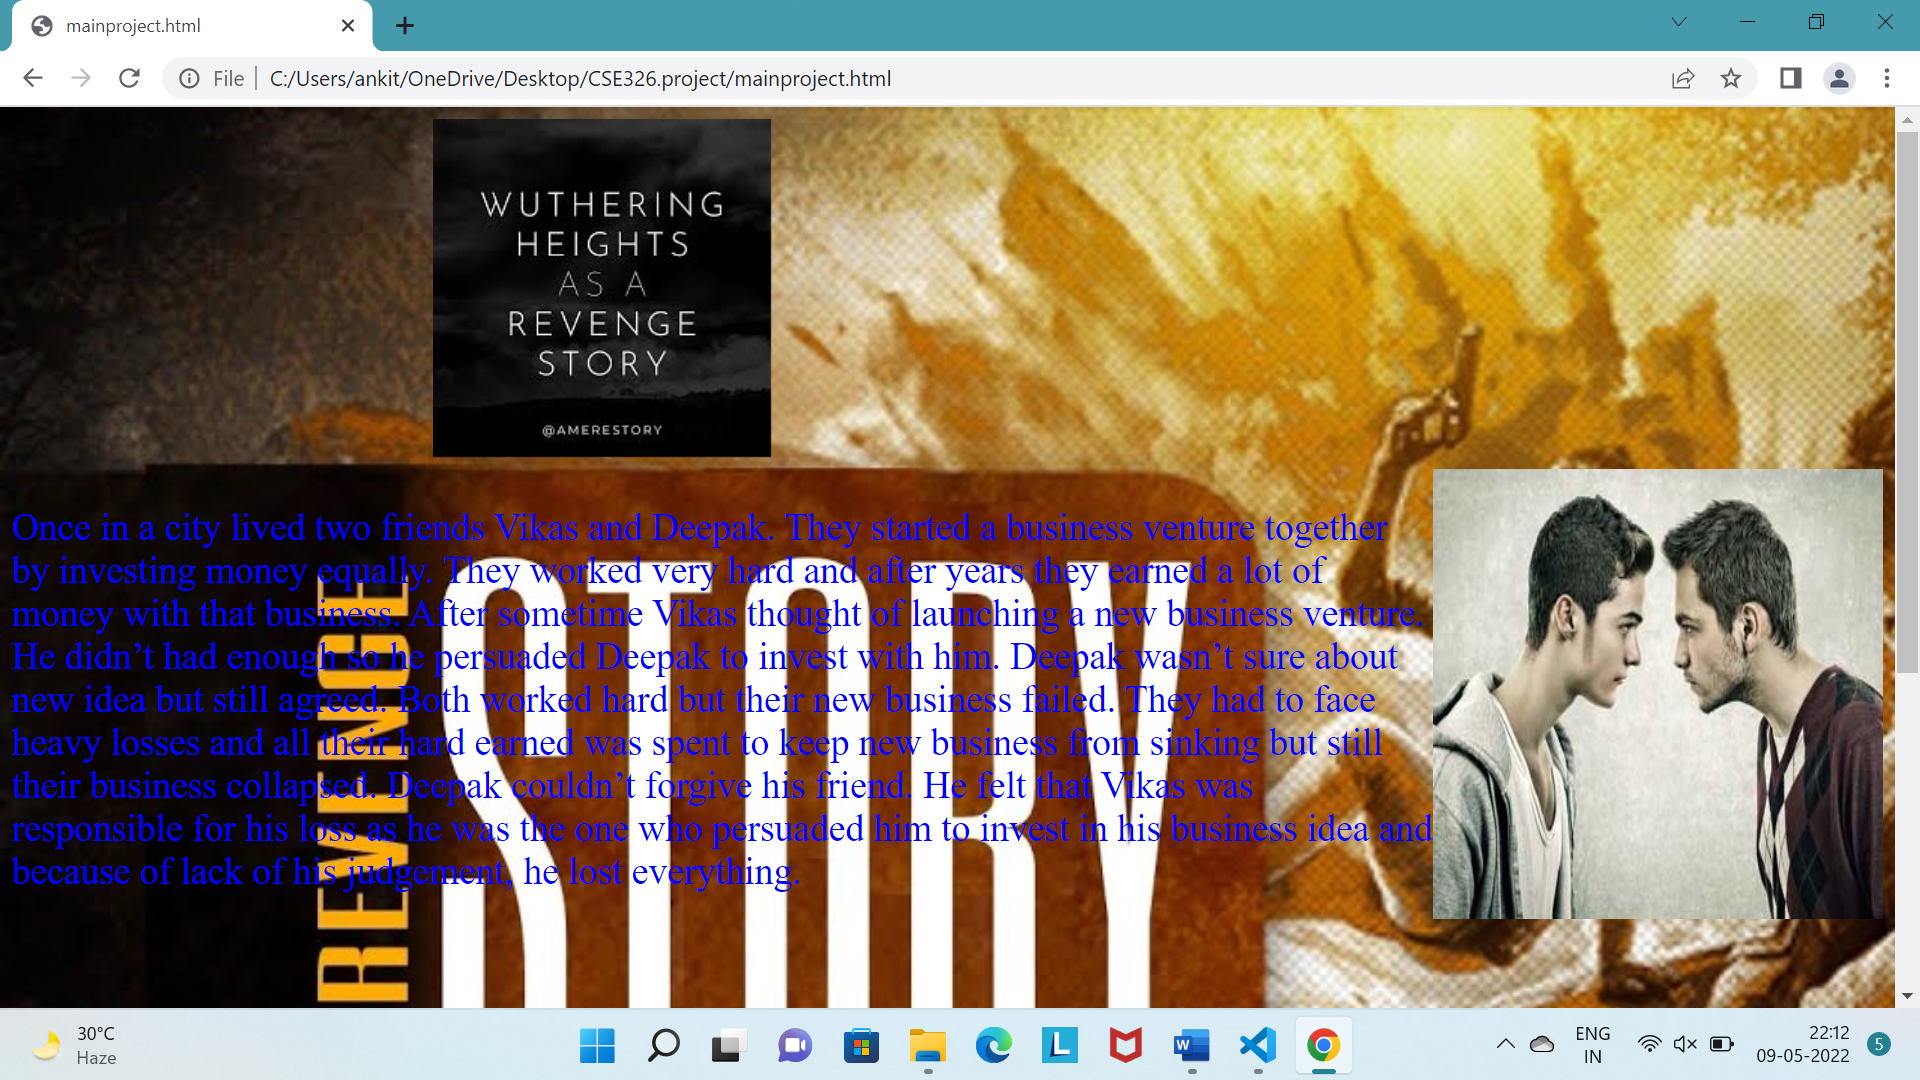 mainproject.html
File
C:/Users/ankit/OneDrive/Desktop/CSE326.project/mainproject.html
WUTHERING
HEIGHTS
AS A
REVENGE
STORY
@AMERESTORY
Once in a city lived two friends Vikas and Deepak. They started a business venture together
by investing money equally. They worked very hard and after years they earned a lot of
money with that business. After sometime Vikas thought of launching a new business venture.
He didn’t had enough so he persuaded Deepak to invest with him. Deepak wasn’t sure about
new idea but still agreed. Both worked hard but their new business failed. They had to face
heavy losses and all their hard earned was spent to keep new business from sinking but still
their business collapsed. Deepak couldn’t forgive his friend. He felt that Vikas was
responsible for his loss as he was the one who persuaded him to invest in his business idea and
because of lack of his judgement, he lost everything.
REVENGE
STORY
30°C
Haze
L
W
ENG
IN
22:12
09-05-2022
5